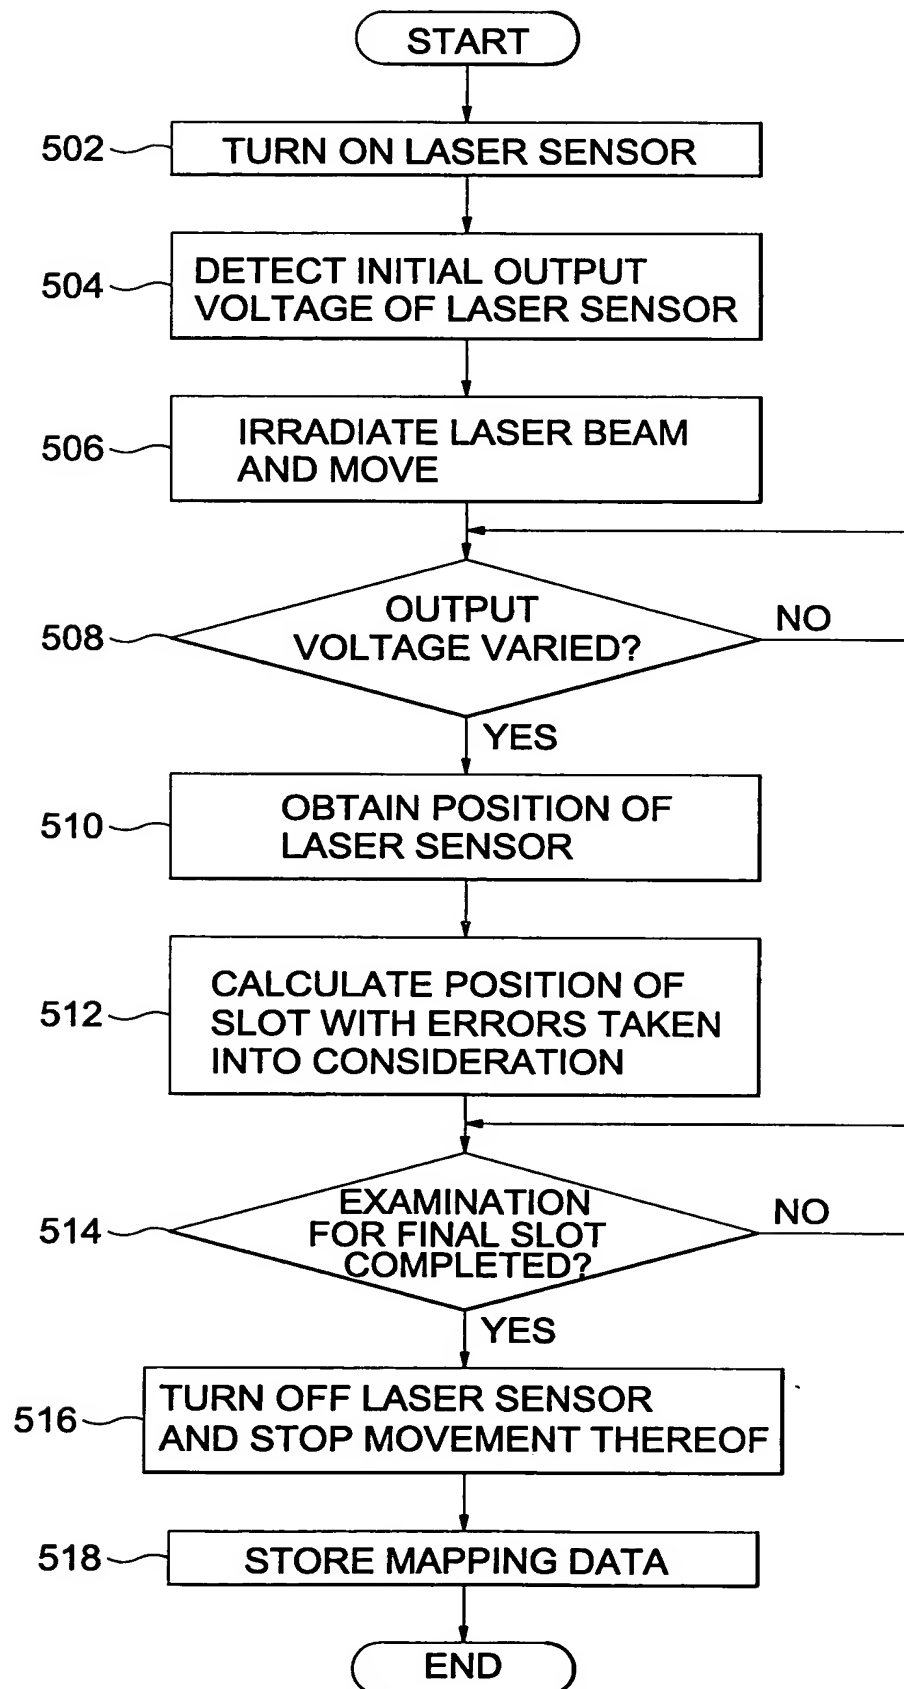 START
502
TURN ON LASER SENSOR
504
DETECT INITIAL OUTPUT
VOLTAGE OF LASER SENSOR
506
IRRADIATE LASER BEAM
AND MOVE
508
OUTPUT
VOLTAGE VARIED?
NO
YES
510
OBTAIN POSITION OF
LASER SENSOR
512
CALCULATE POSITION OF
SLOT WITH ERRORS TAKEN
INTO CONSIDERATION
514
EXAMINATION
FOR FINAL SLOT
COMPLETED?
NO
YES
516
TURN OFF LASER SENSOR
AND STOP MOVEMENT THEREOF
518
STORE MAPPING DATA
END